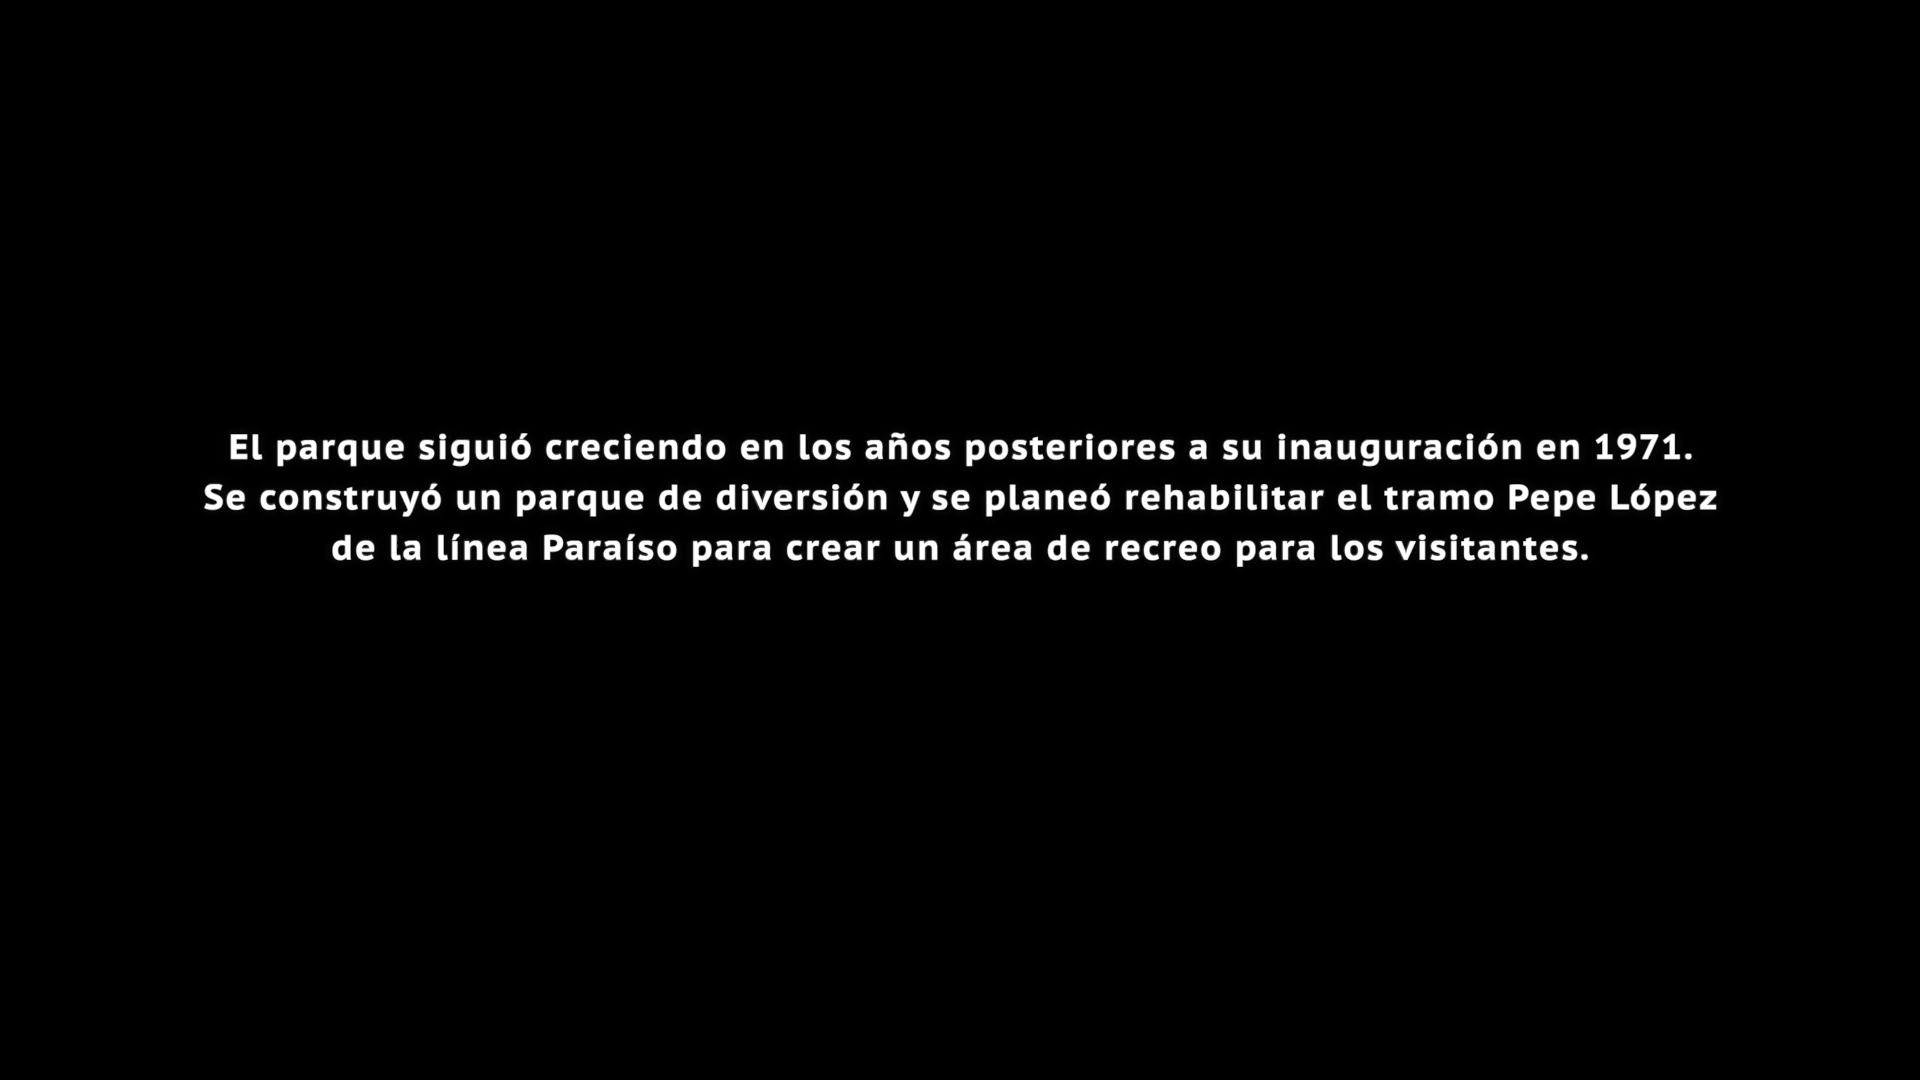 El parque siguió creciendo en los años posteriores a su inauguración en 1971.
Se construyó un parque de diversión y se planeó rehabilitar el tramo Pepe López
de la línea Paraíso para crear un área de recreo para los visitantes.